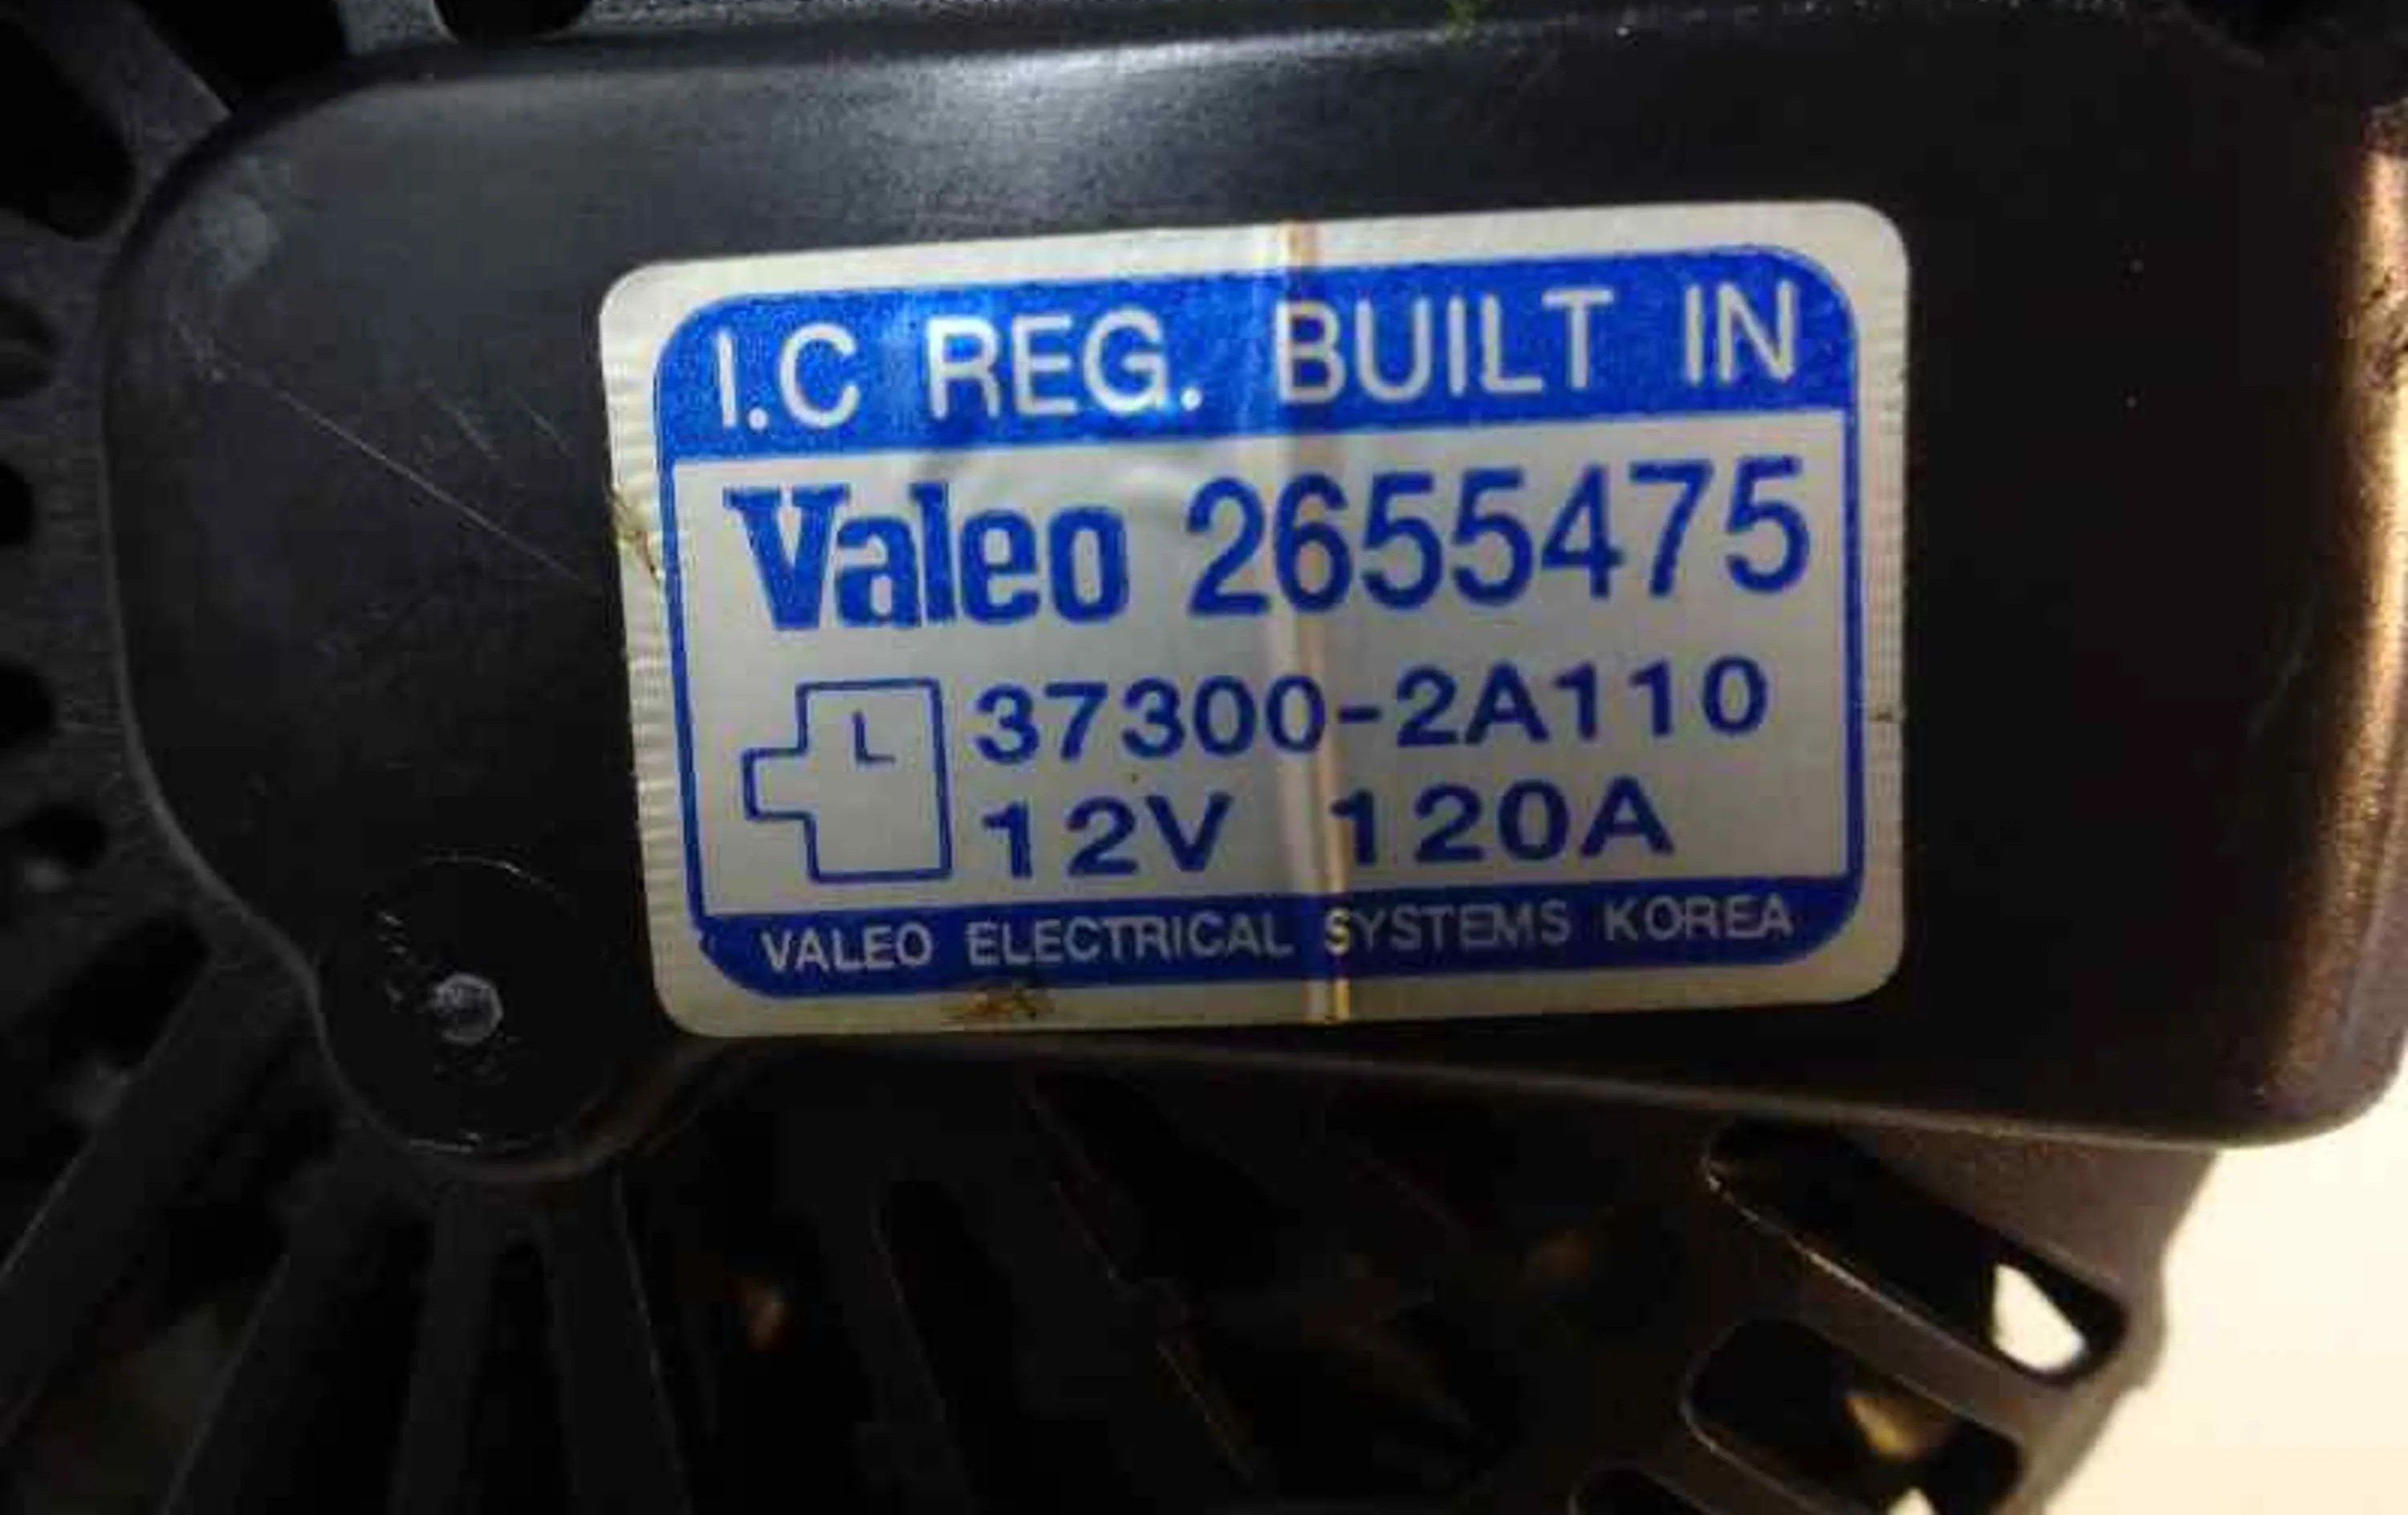 I.C REG. BUILT IN
Valeo 2655475
L 37300-2A110
12V 120A
VALEO ELECTRICAL SYSTEMS KOREA